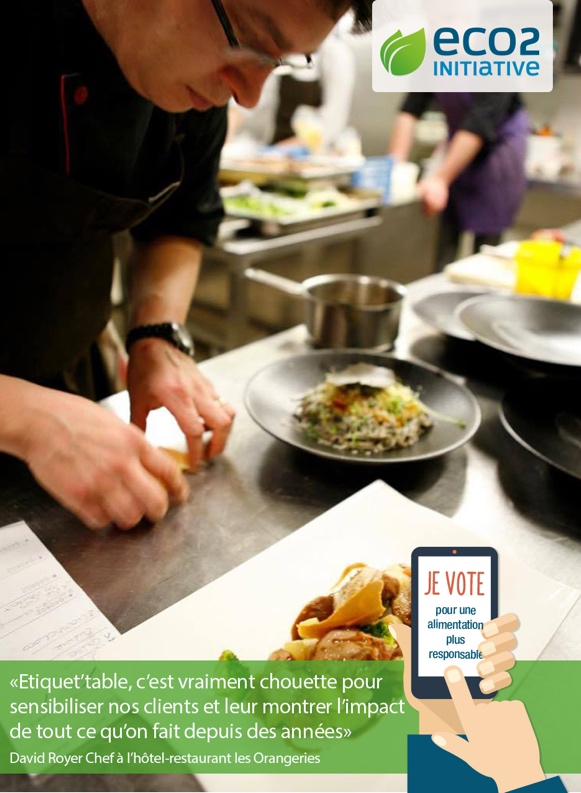 eco2
INITIATIVE
JE VOTE
pour une
alimentation
plus
responsable
«Etiquet'table, c'est vraiment chouette pour
sensibiliser nos clients et leur montrer l'impact
de tout ce qu'on fait depuis des années»
David Royer Chef à l'hôtel-restaurant les Orangeries